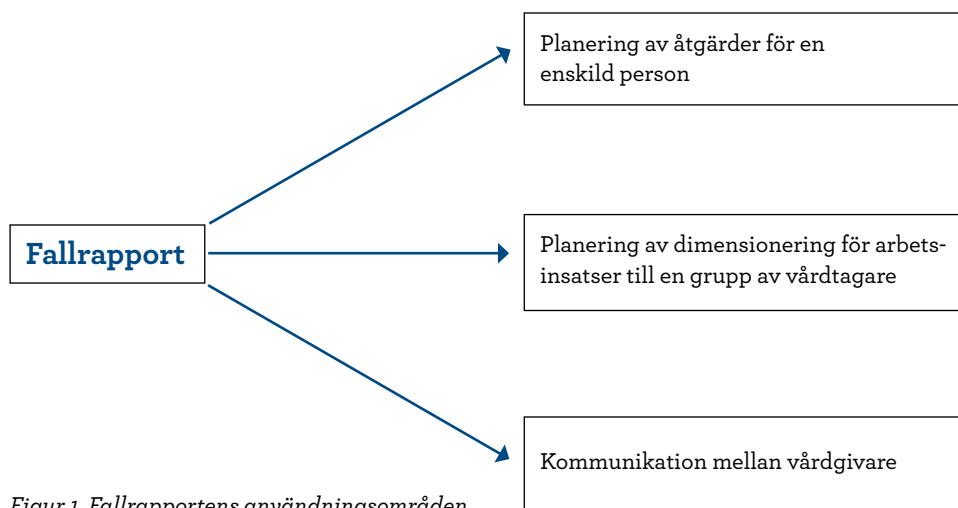 Planering av åtgärder för en
enskild person
Fallrapport
Planering av dimensionering för arbets-
insatser till en grupp av vårdtagare
Kommunikation mellan vårdgivare
Figur 1. Fallrapportens användningsområden